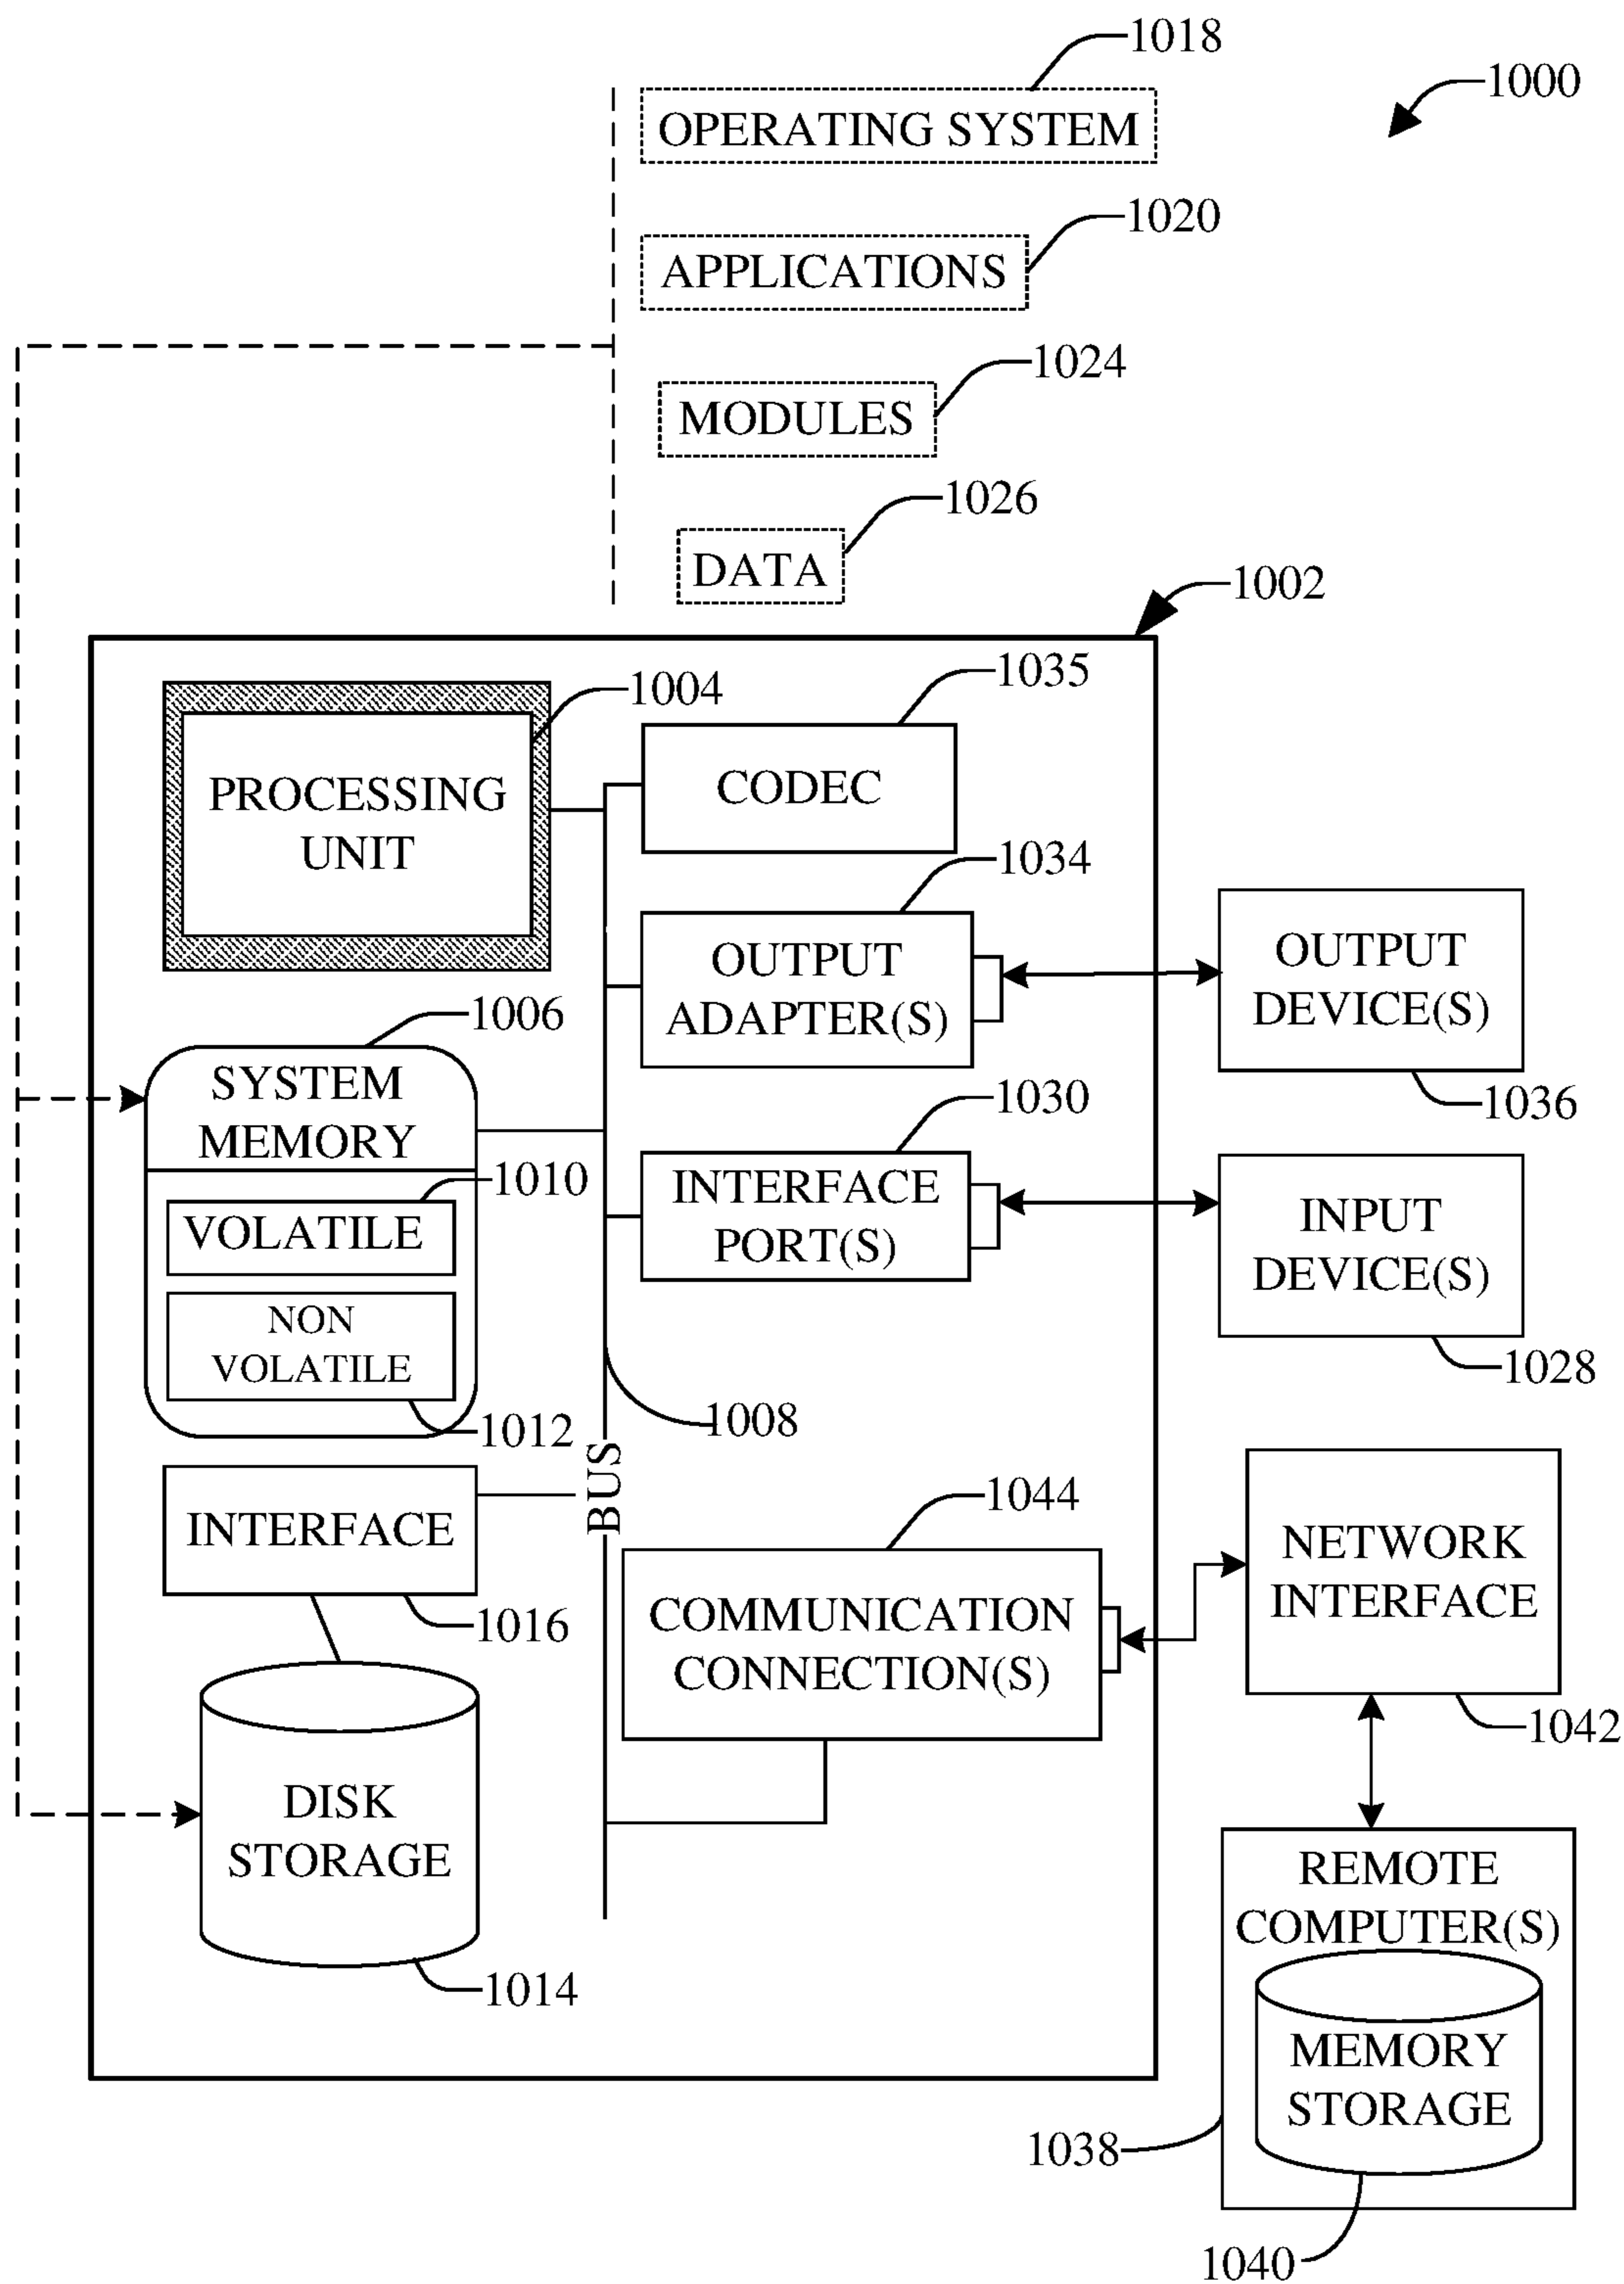 1018
1000
OPERATING SYSTEM
1020
APPLICATIONS
1024
MODULES
1026
DATA
1002
1004
PROCESSING
UNIT
1035
CODEC
1034
OUTPUT
ADAPTER(S)
OUTPUT
DEVICE(S)
1036
1006
SYSTEM
MEMORY
1010
VOLATILE
NON
VOLATILE
1012
1030
INTERFACE
PORT(S)
INPUT
DEVICE(S)
1028
1008
BUS
INTERFACE
1016
1044
COMMUNICATION
CONNECTION(S)
NETWORK
INTERFACE
1042
DISK
STORAGE
1014
REMOTE
COMPUTER(S)
MEMORY
STORAGE
1038
1040